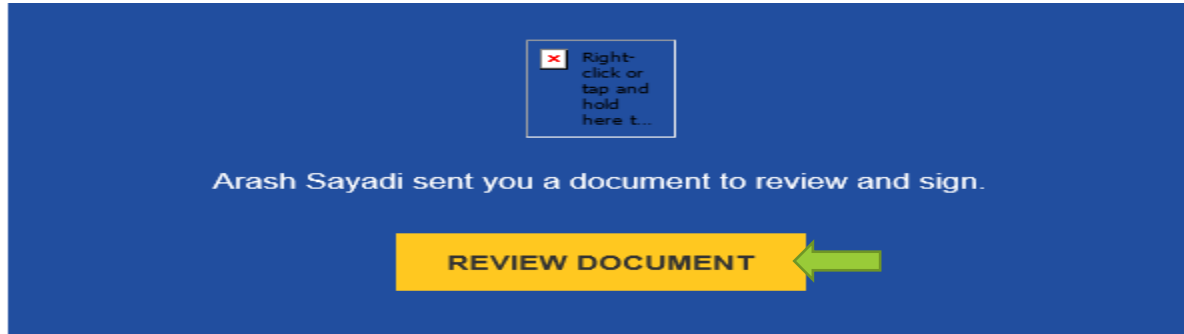 Right-
click or
tap and
hold
here t...
Arash Sayadi sent you a document to review and sign.
REVIEW DOCUMENT